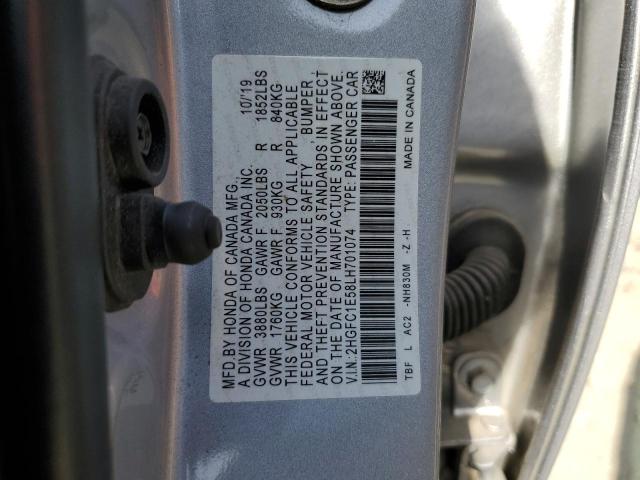 MFD BY HONDA OF CANADA MFG. 10/19
A DIVISION OF HONDA CANADA INC.
GVWR 3880LBS GAWR F 2050LBS R 1852LBS
GVWR 1760KG GAWR F 930KG R 840KG
THIS VEHICLE CONFORMS TO ALL APPLICABLE
FEDERAL MOTOR VEHICLE SAFETY BUMPER
AND THEFT PREVENTION STANDARDS, IN EFFECT
ON THE DATE OF MANUFACTURE SHOWN ABOVE.
V.I.N.: 2HGFC1E58LH701074 TYPE: PASSENGER CAR
TBF L AC2 -NH830M -Z -H- MADE IN CANADA